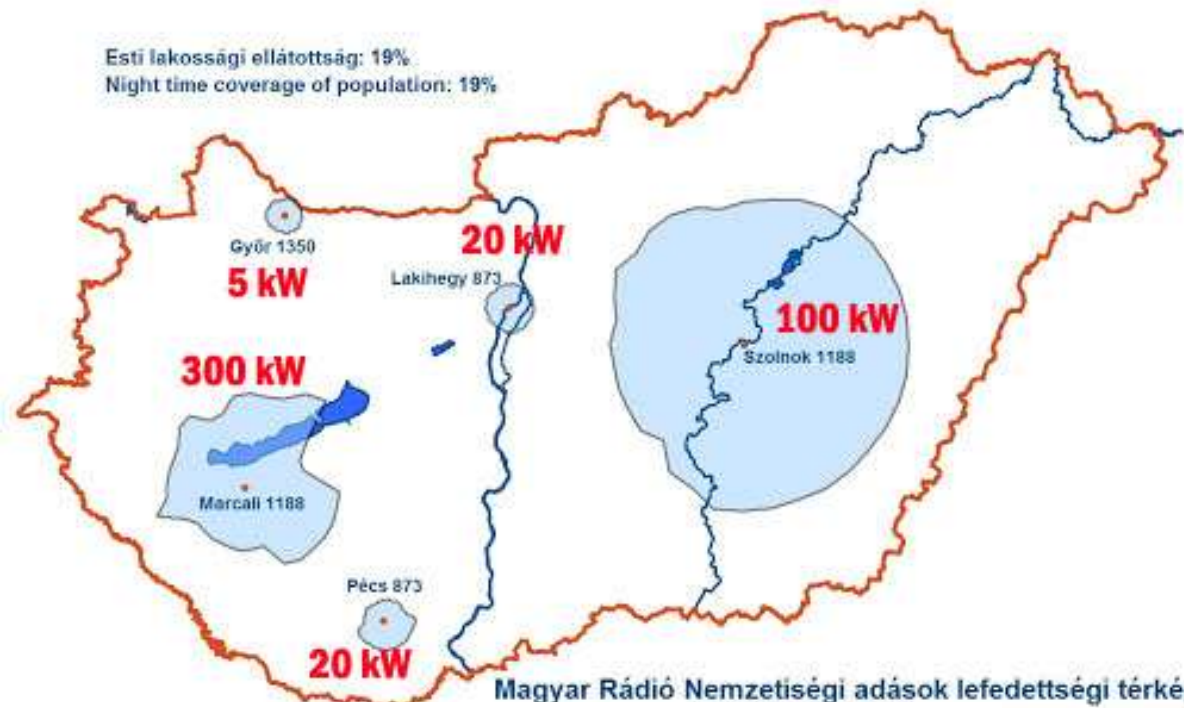 Esti lakossági ellátottság: 19%
Night time coverage of population: 19%
Győr 1350
5 kW
20 kW
Lakihegy 873
100 kW
Szolnok 1188
300 kW
Marcali 1188
Pécs 873
20 kW
Magyar Rádió Nemzetiségi adások lefedettségi térké